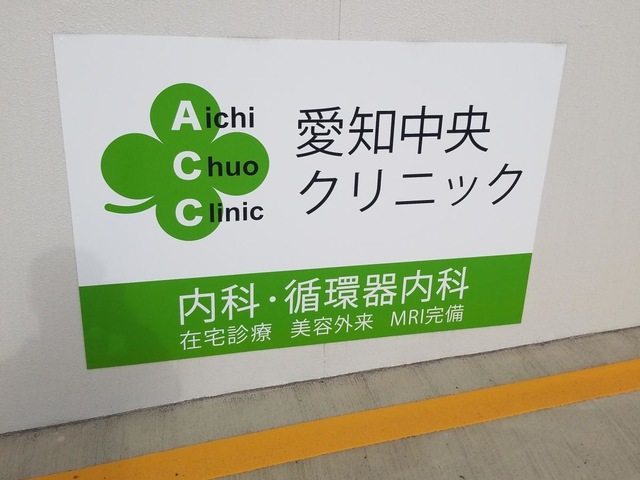 Aichi
Chuo
Clinic
愛知中央
クリニック
内科・循環器内科
在宅診療 美容外来 MRI完備